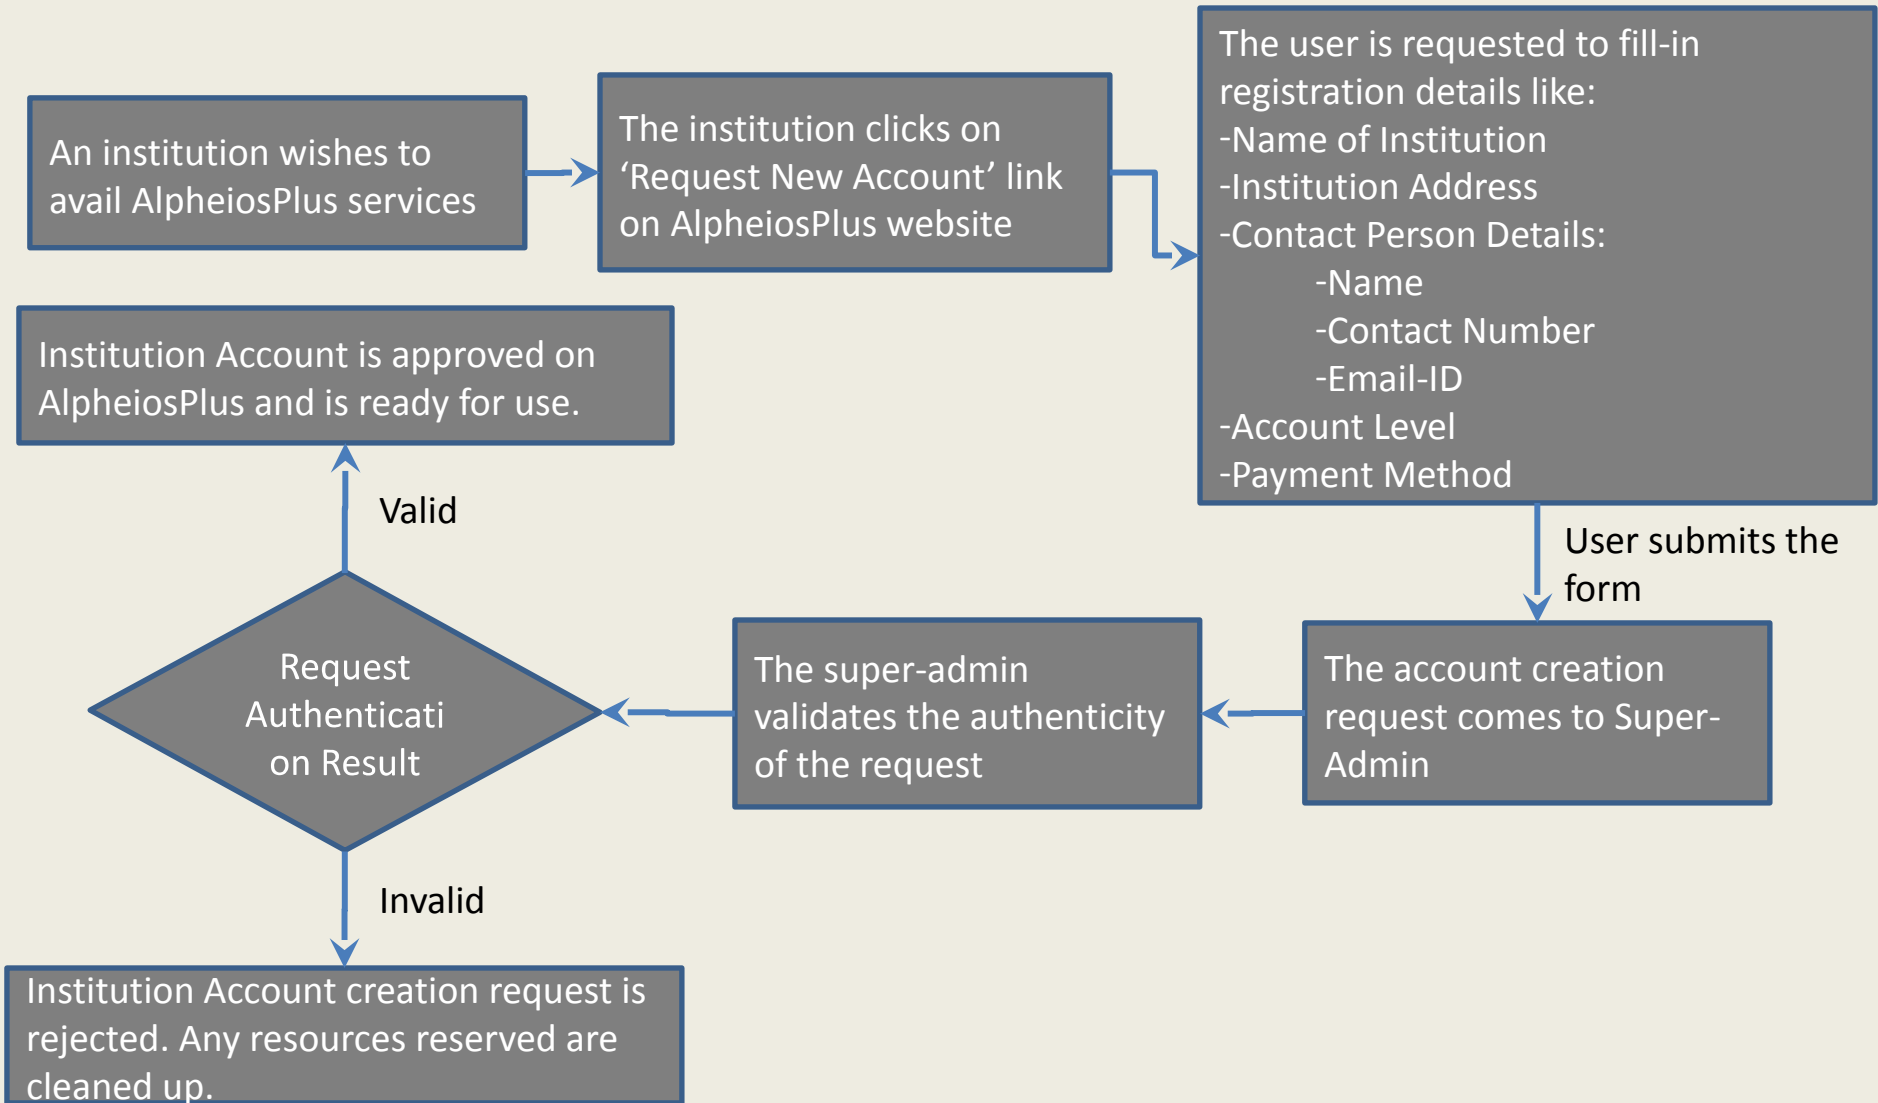 An institution wishes to
avail AlpheiosPlus services
The institution clicks on
‘Request New Account’ link
on AlpheiosPlus website
The user is requested to fill-in
registration details like:
-Name of Institution
-Institution Address
-Contact Person Details:
-Name
-Contact Number
-Email-ID
-Account Level
-Payment Method
User submits the
form
The account creation
request comes to Super-
Admin
The super-admin
validates the authenticity
of the request
Request
Authenticati
on Result
Valid
Institution Account is approved on
AlpheiosPlus and is ready for use.
Invalid
Institution Account creation request is
rejected. Any resources reserved are
cleaned up.